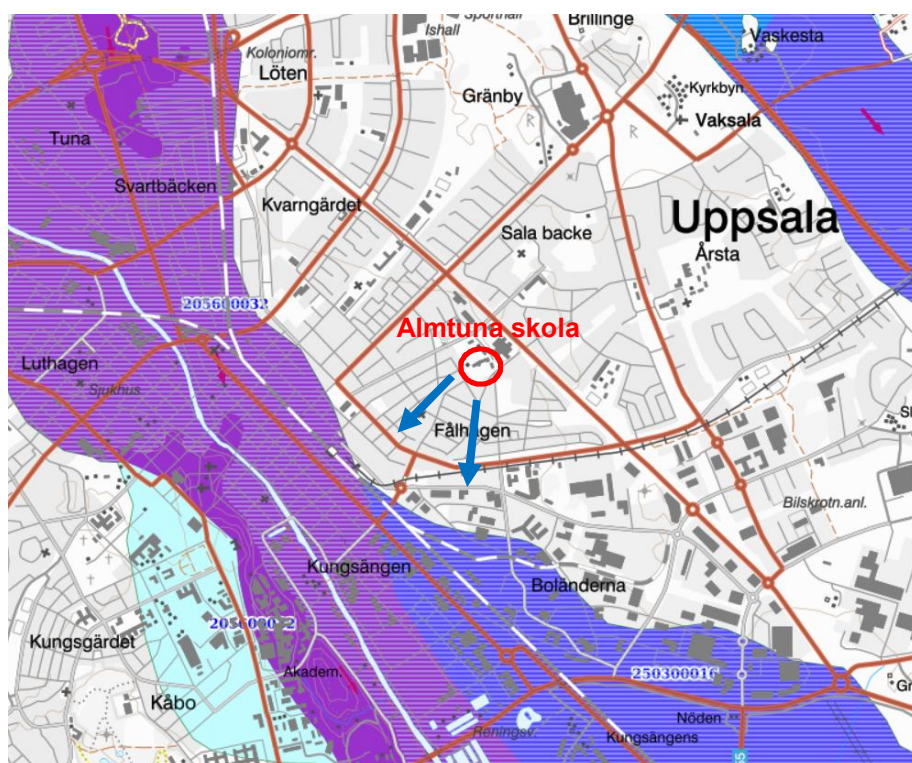 Ishall
Sporthall
Brillinge
Vaskesta
Koloniomr.
Löten
Gränby
Kyrkbyn
Vaksala
Tuna
Svartbäcken
Kvarngärdet
Uppsala
Sala backe
Årsta
205600032
Almtuna skola
Luthagen
Sjukhus
Fålhagen
Bilskrotn.anl.
Kungsängen
Boländerna
Kungsgärdet
Akadem.
250300016
Kåbo
Nöden
Reningsv.
Kungsängens